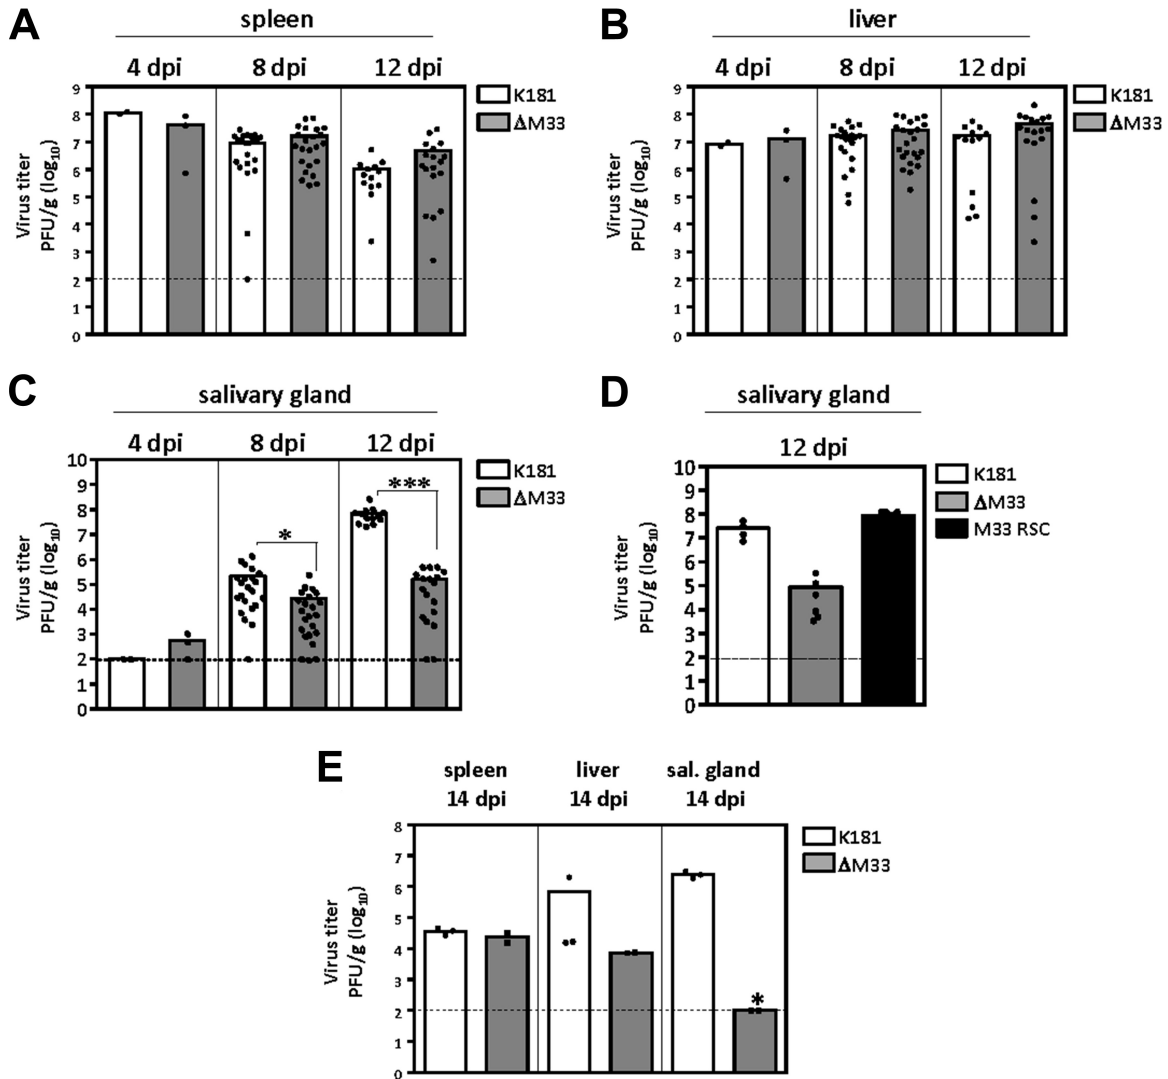 A
spleen
4 dpi 8 dpi 12 dpi
9
8
7
6
5
4
3
2
1
0
Virus titer
PFU/g (log10)
K181
ΔM33
B
liver
4 dpi 8 dpi 12 dpi
9
8
7
6
5
4
3
2
1
0
Virus titer
PFU/g (log10)
K181
ΔM33
C
salivary gland
4 dpi 8 dpi 12 dpi
10
9
8
7
6
5
4
3
2
1
0
Virus titer
PFU/g (log10)
*
***
K181
ΔM33
D
salivary gland
12 dpi
10
9
8
7
6
5
4
3
2
1
0
Virus titer
PFU/g (log10)
K181
ΔM33
M33 RSC
E
spleen liver sal. gland
14 dpi 14 dpi 14 dpi
8
7
6
5
4
3
2
1
0
Virus titer
PFU/g (log10)
*
K181
ΔM33